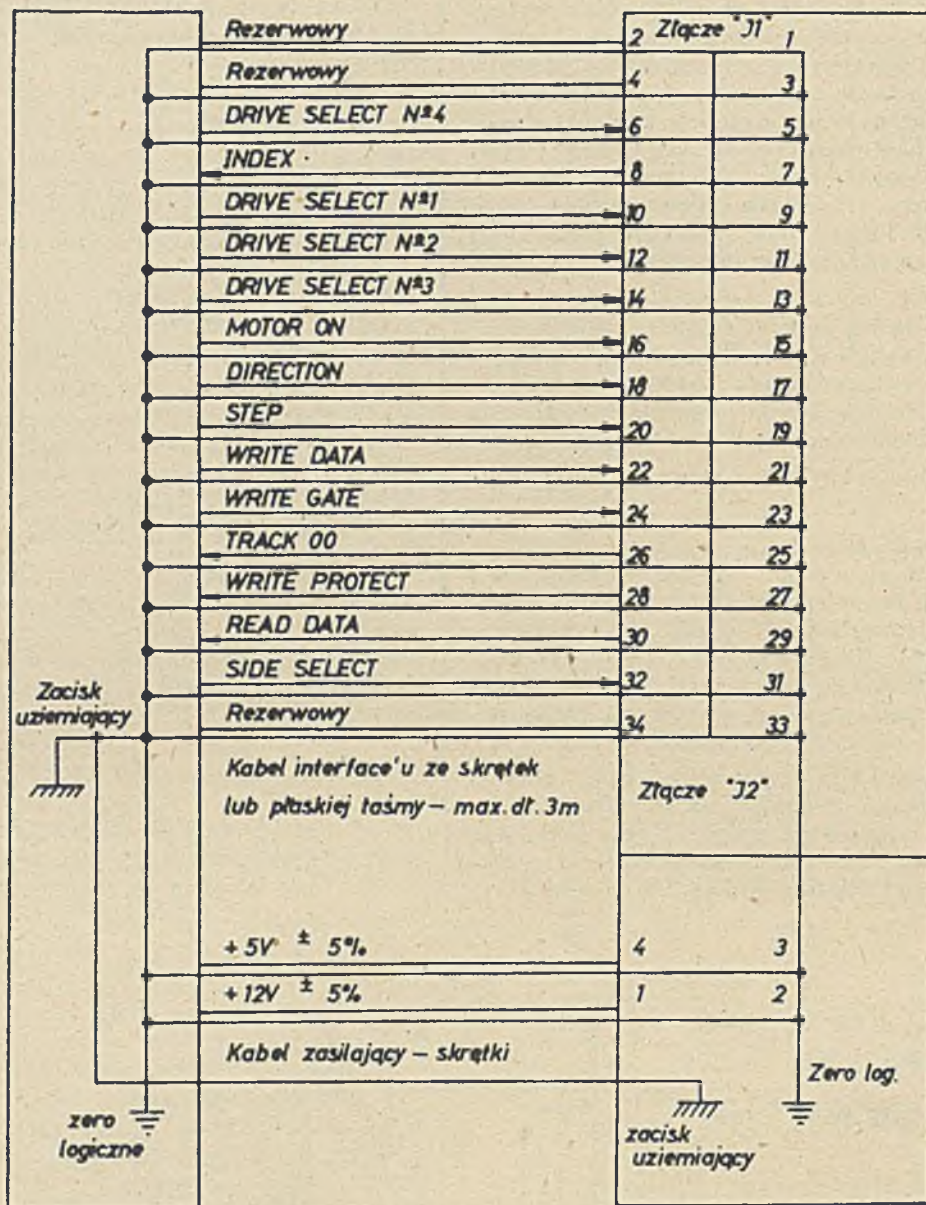 Rezerwowy 2 Złącze "J1" 1
Rezerwowy 4 3
DRIVE SELECT Nº4 6 5
INDEX 8 7
DRIVE SELECT Nº1 10 9
DRIVE SELECT Nº2 12 11
DRIVE SELECT Nº3 14 13
MOTOR ON 16 15
DIRECTION 18 17
STEP 20 19
WRITE DATA 22 21
WRITE GATE 24 23
TRACK 00 26 25
WRITE PROTECT 28 27
READ DATA 30 29
SIDE SELECT 32 31
Zacisk
uziemiający
Rezerwowy 34 33
Kabel interface'u ze skrętek
lub płaskiej taśmy – max. dł. 3m
Złącze "J2"
+ 5V ± 5% 4 3
+12V ± 5% 1 2
Kabel zasilający – skrętki
Zero log.
zero
logiczne
zacisk
uziemiający